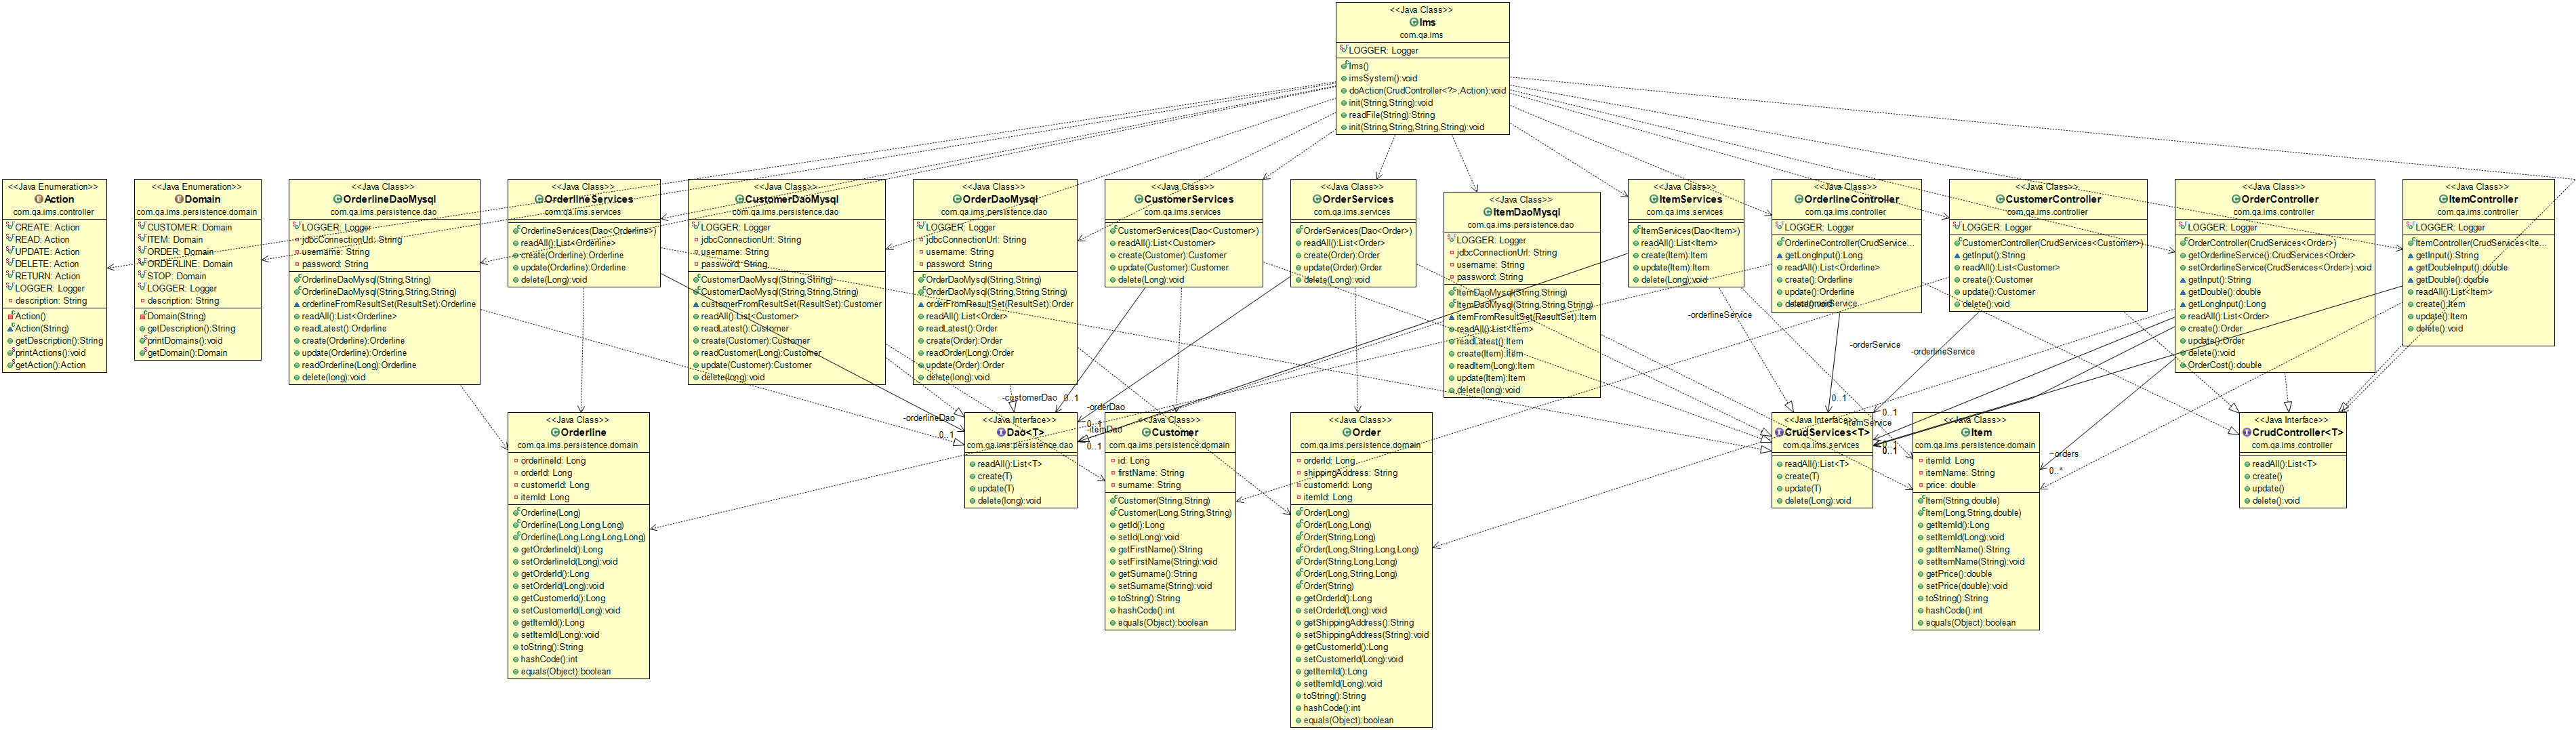 <<Java Class>>
Ims
com.qa.ims
LOGGER: Logger
Ims()
imsSystem():void
doAction(CrudController<?>,Action):void
init(String,String):void
readFile(String):String
init(String,String,String,String):void
<<Java Enumeration>>
Action
com.qa.ims.controller
CREATE: Action
READ: Action
UPDATE: Action
DELETE: Action
RETURN: Action
LOGGER: Logger
description: String
Action()
Action(String)
getDescription():String
printActions():void
getAction():Action
<<Java Enumeration>>
Domain
com.qa.ims.persistence.domain
CUSTOMER: Domain
ITEM: Domain
ORDER: Domain
ORDERLINE: Domain
STOP: Domain
LOGGER: Logger
description: String
Domain(String)
getDescription():String
printDomains():void
getDomain():Domain
<<Java Class>>
OrderlineDaoMysql
com.qa.ims.persistence.dao
LOGGER: Logger
jdbcConnectionUrl: String
username: String
password: String
OrderlineDaoMysql(String,String)
OrderlineDaoMysql(String,String,String)
orderlineFromResultSet(ResultSet):Orderline
readAll():List<Orderline>
readLatest():Orderline
create(Orderline):Orderline
update(Orderline):Orderline
readOrderline(Long):Orderline
delete(long):void
<<Java Class>>
OrderlineServices
com.qa.ims.services
OrderlineServices(Dao<Orderline>)
readAll():List<Orderline>
create(Orderline):Orderline
update(Orderline):Orderline
delete(Long):void
<<Java Class>>
CustomerDaoMysql
com.qa.ims.persistence.dao
LOGGER: Logger
jdbcConnectionUrl: String
username: String
password: String
CustomerDaoMysql(String,String)
CustomerDaoMysql(String,String,String)
customerFromResultSet(ResultSet):Customer
readAll():List<Customer>
readLatest():Customer
create(Customer):Customer
readCustomer(Long):Customer
update(Customer):Customer
delete(long):void
<<Java Class>>
OrderDaoMysql
com.qa.ims.persistence.dao
LOGGER: Logger
jdbcConnectionUrl: String
username: String
password: String
OrderDaoMysql(String,String)
OrderDaoMysql(String,String,String)
orderFromResultSet(ResultSet):Order
readAll():List<Order>
readLatest():Order
create(Order):Order
readOrder(Long):Order
update(Order):Order
delete(long):void
<<Java Class>>
CustomerServices
com.qa.ims.services
CustomerServices(Dao<Customer>)
readAll():List<Customer>
create(Customer):Customer
update(Customer):Customer
delete(Long):void
<<Java Class>>
OrderServices
com.qa.ims.services
OrderServices(Dao<Order>)
readAll():List<Order>
create(Order):Order
update(Order):Order
delete(Long):void
<<Java Class>>
ItemDaoMysql
com.qa.ims.persistence.dao
LOGGER: Logger
jdbcConnectionUrl: String
username: String
password: String
ItemDaoMysql(String,String)
ItemDaoMysql(String,String,String)
itemFromResultSet(ResultSet):Item
readAll():List<Item>
readLatest():Item
create(Item):Item
readItem(Long):Item
update(Item):Item
delete(long):void
<<Java Class>>
ItemServices
com.qa.ims.services
ItemServices(Dao<Item>)
readAll():List<Item>
create(Item):Item
update(Item):Item
delete(Long):void
<<Java Class>>
OrderlineController
com.qa.ims.controller
LOGGER: Logger
OrderlineController(CrudService...
getLongInput():Long
readAll():List<Orderline>
create():Orderline
update():Orderline
delete():void
<<Java Class>>
CustomerController
com.qa.ims.controller
LOGGER: Logger
CustomerController(CrudServices<Customer>)
getInput():String
readAll():List<Customer>
create():Customer
update():Customer
delete():void
<<Java Class>>
OrderController
com.qa.ims.controller
LOGGER: Logger
OrderController(CrudServices<Order>)
getOrderlineService():CrudServices<Order>
setOrderlineService(CrudServices<Order>):void
getInput():String
getDouble():double
getLongInput():Long
readAll():List<Order>
create():Order
update():Order
delete():void
OrderCost():double
<<Java Class>>
ItemController
com.qa.ims.controller
LOGGER: Logger
ItemController(CrudServices<Ite...
getInput():String
getDoubleInput():double
getDouble():double
readAll():List<Item>
create():Item
update():Item
delete():void
-customerService
-orderlineService
-orderService
-orderlineService
-itemService
0..1
0..1
0..1
~orders
0..*
-orderlineDao
0..1
-customerDao
0..1
-orderDao
0..1
-itemDao
0..1
<<Java Class>>
Orderline
com.qa.ims.persistence.domain
orderlineId: Long
orderId: Long
customerId: Long
itemId: Long
Orderline(Long)
Orderline(Long,Long,Long)
Orderline(Long,Long,Long,Long)
getOrderlineId():Long
setOrderlineId(Long):void
getOrderId():Long
setOrderId(Long):void
getCustomerId():Long
setCustomerId(Long):void
getItemId():Long
setItemId(Long):void
toString():String
hashCode():int
equals(Object):boolean
<<Java Interface>>
Dao<T>
com.qa.ims.persistence.dao
readAll():List<T>
create(T)
update(T)
delete(long):void
<<Java Class>>
Customer
com.qa.ims.persistence.domain
id: Long
firstName: String
surname: String
Customer(String,String)
Customer(Long,String,String)
getId():Long
setId(Long):void
getFirstName():String
setFirstName(String):void
getSurname():String
setSurname(String):void
toString():String
hashCode():int
equals(Object):boolean
<<Java Class>>
Order
com.qa.ims.persistence.domain
orderId: Long
shippingAddress: String
customerId: Long
itemId: Long
Order(Long)
Order(Long,Long)
Order(String,Long)
Order(Long,String,Long,Long)
Order(String,Long,Long)
Order(Long,String,Long)
Order(String)
getOrderId():Long
setOrderId(Long):void
getShippingAddress():String
setShippingAddress(String):void
getCustomerId():Long
setCustomerId(Long):void
getItemId():Long
setItemId(Long):void
toString():String
hashCode():int
equals(Object):boolean
<<Java Interface>>
CrudServices<T>
com.qa.ims.services
readAll():List<T>
create(T)
update(T)
delete(Long):void
<<Java Class>>
Item
com.qa.ims.persistence.domain
itemId: Long
itemName: String
price: double
Item(String,double)
Item(Long,String,double)
getItemId():Long
setItemId(Long):void
getItemName():String
setItemName(String):void
getPrice():double
setPrice(double):void
toString():String
hashCode():int
equals(Object):boolean
<<Java Interface>>
CrudController<T>
com.qa.ims.controller
readAll():List<T>
create()
update()
delete():void